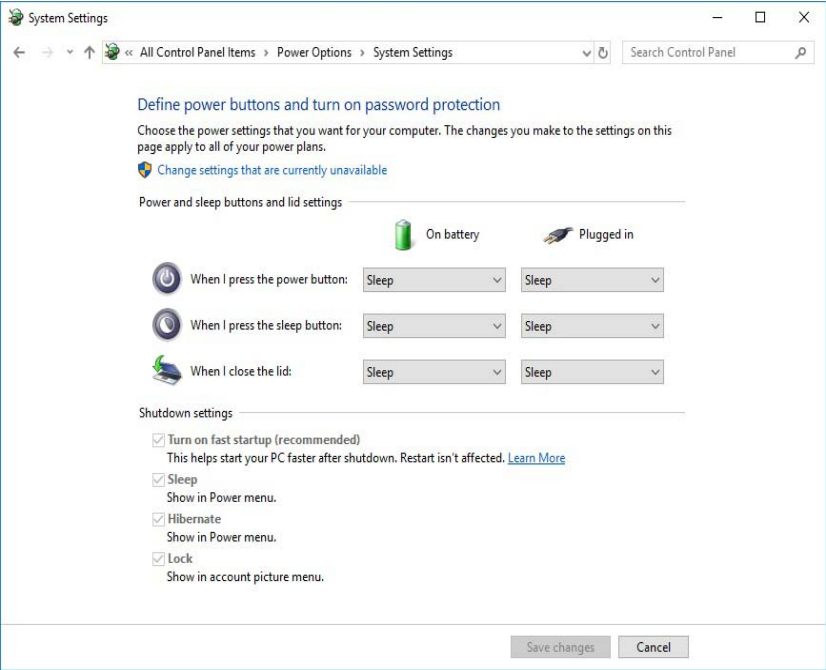 System Settings
« All Control Panel Items › Power Options › System Settings
Search Control Panel
Define power buttons and turn on password protection
Choose the power settings that you want for your computer. The changes you make to the settings on this
page apply to all of your power plans.
Change settings that are currently unavailable
Power and sleep buttons and lid settings
On battery Plugged in
When I press the power button: Sleep Sleep
When I press the sleep button: Sleep Sleep
When I close the lid: Sleep Sleep
Shutdown settings
Turn on fast startup (recommended)
This helps start your PC faster after shutdown. Restart isn't affected. Learn More
Sleep
Show in Power menu.
Hibernate
Show in Power menu.
Lock
Show in account picture menu.
Save changes Cancel